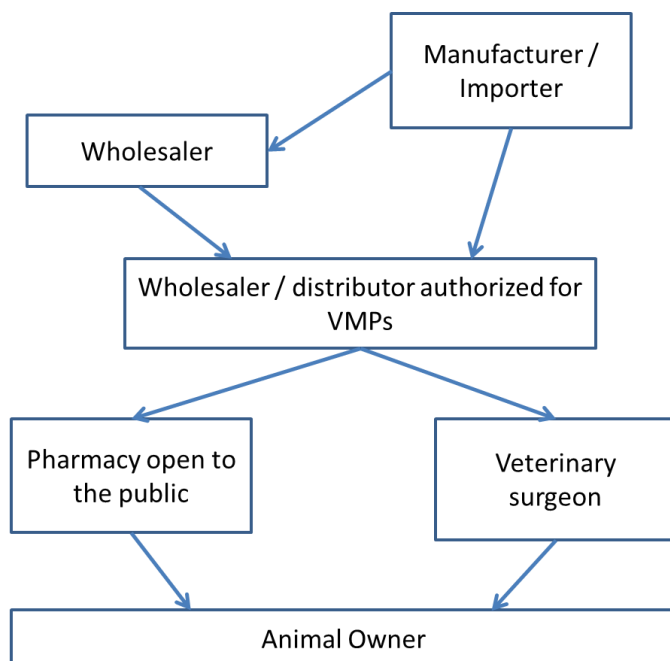 Manufacturer /
Importer
Wholesaler
Wholesaler / distributor authorized for
VMPs
Pharmacy open to
the public
Veterinary
surgeon
Animal Owner